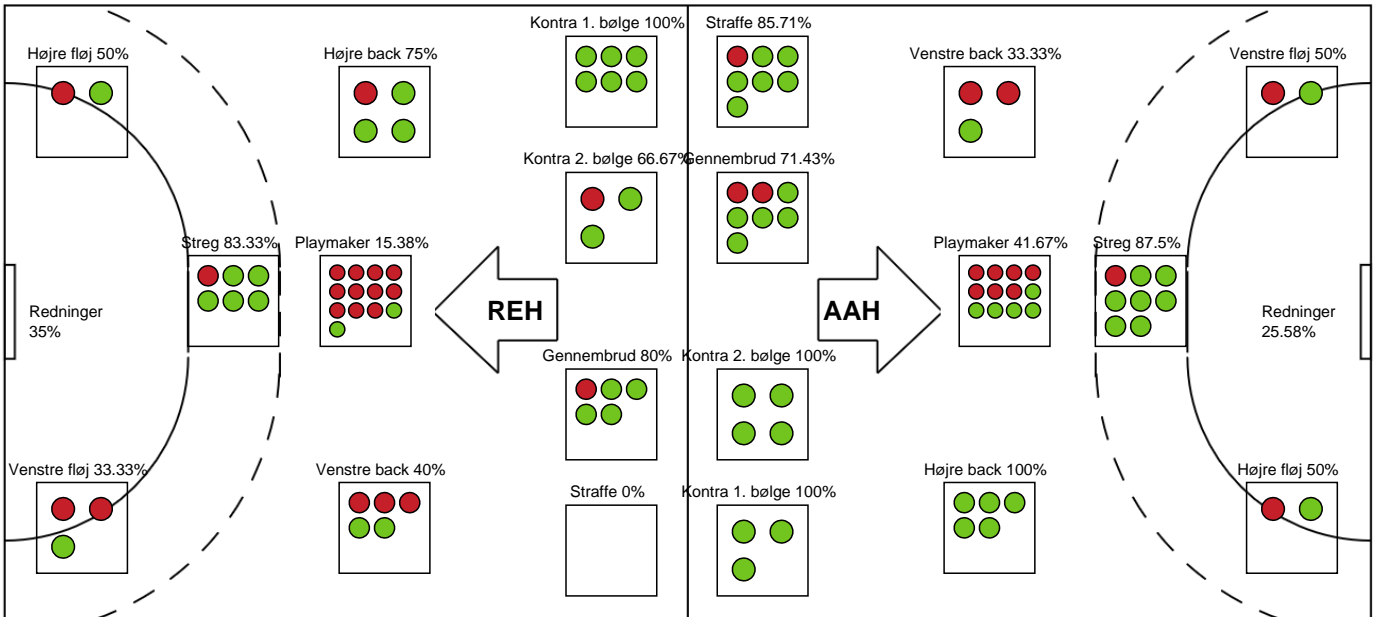 Kontra 1. bølge 100%
Straffe 85.71%
Højre fløj 50%
Højre back 75%
Venstre back 33.33%
Venstre fløj 50%
Kontra 2. bølge 66.67%
Gennembrud 71.43%
Streg 83.33%
Playmaker 15.38%
Playmaker 41.67%
Streg 87.5%
Redninger
35%
REH
AAH
Redninger
25.58%
Gennembrud 80%
Kontra 2. bølge 100%
Venstre fløj 33.33%
Venstre back 40%
Højre back 100%
Højre fløj 50%
Straffe 0%
Kontra 1. bølge 100%